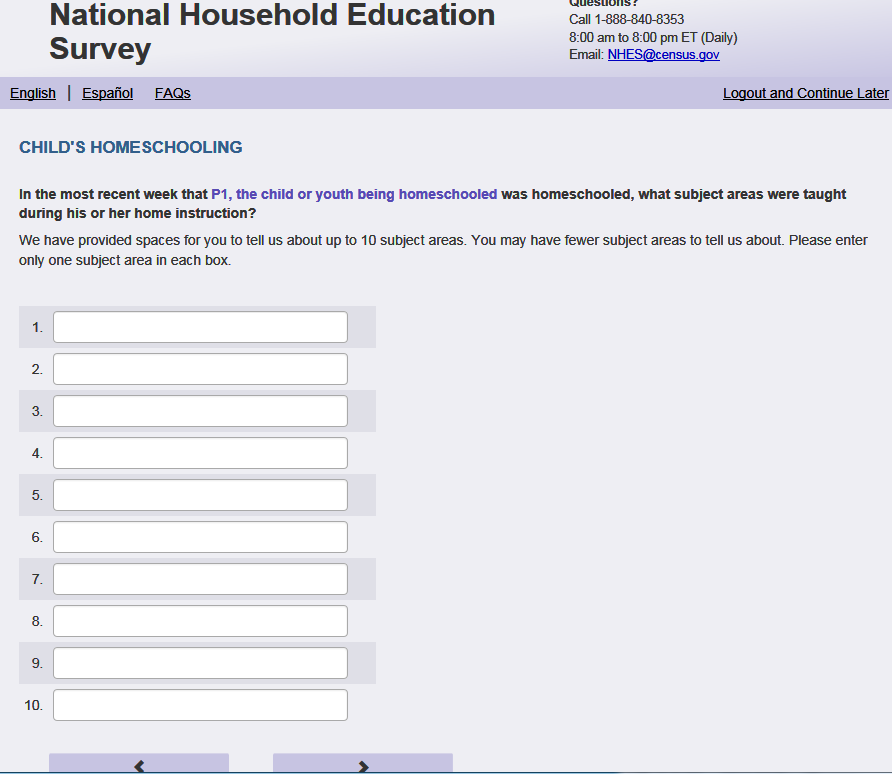 National Household Education
Survey
Questions?
Call 1-888-840-8353
8:00 am to 8:00 pm ET (Daily)
Email: NHES@census.gov
English | Español FAQs
Logout and Continue Later
CHILD'S HOMESCHOOLING
In the most recent week that P1, the child or youth being homeschooled was homeschooled, what subject areas were taught
during his or her home instruction?
We have provided spaces for you to tell us about up to 10 subject areas. You may have fewer subject areas to tell us about. Please enter
only one subject area in each box.
1.
2.
3.
4.
5.
6.
7.
8.
9.
10.